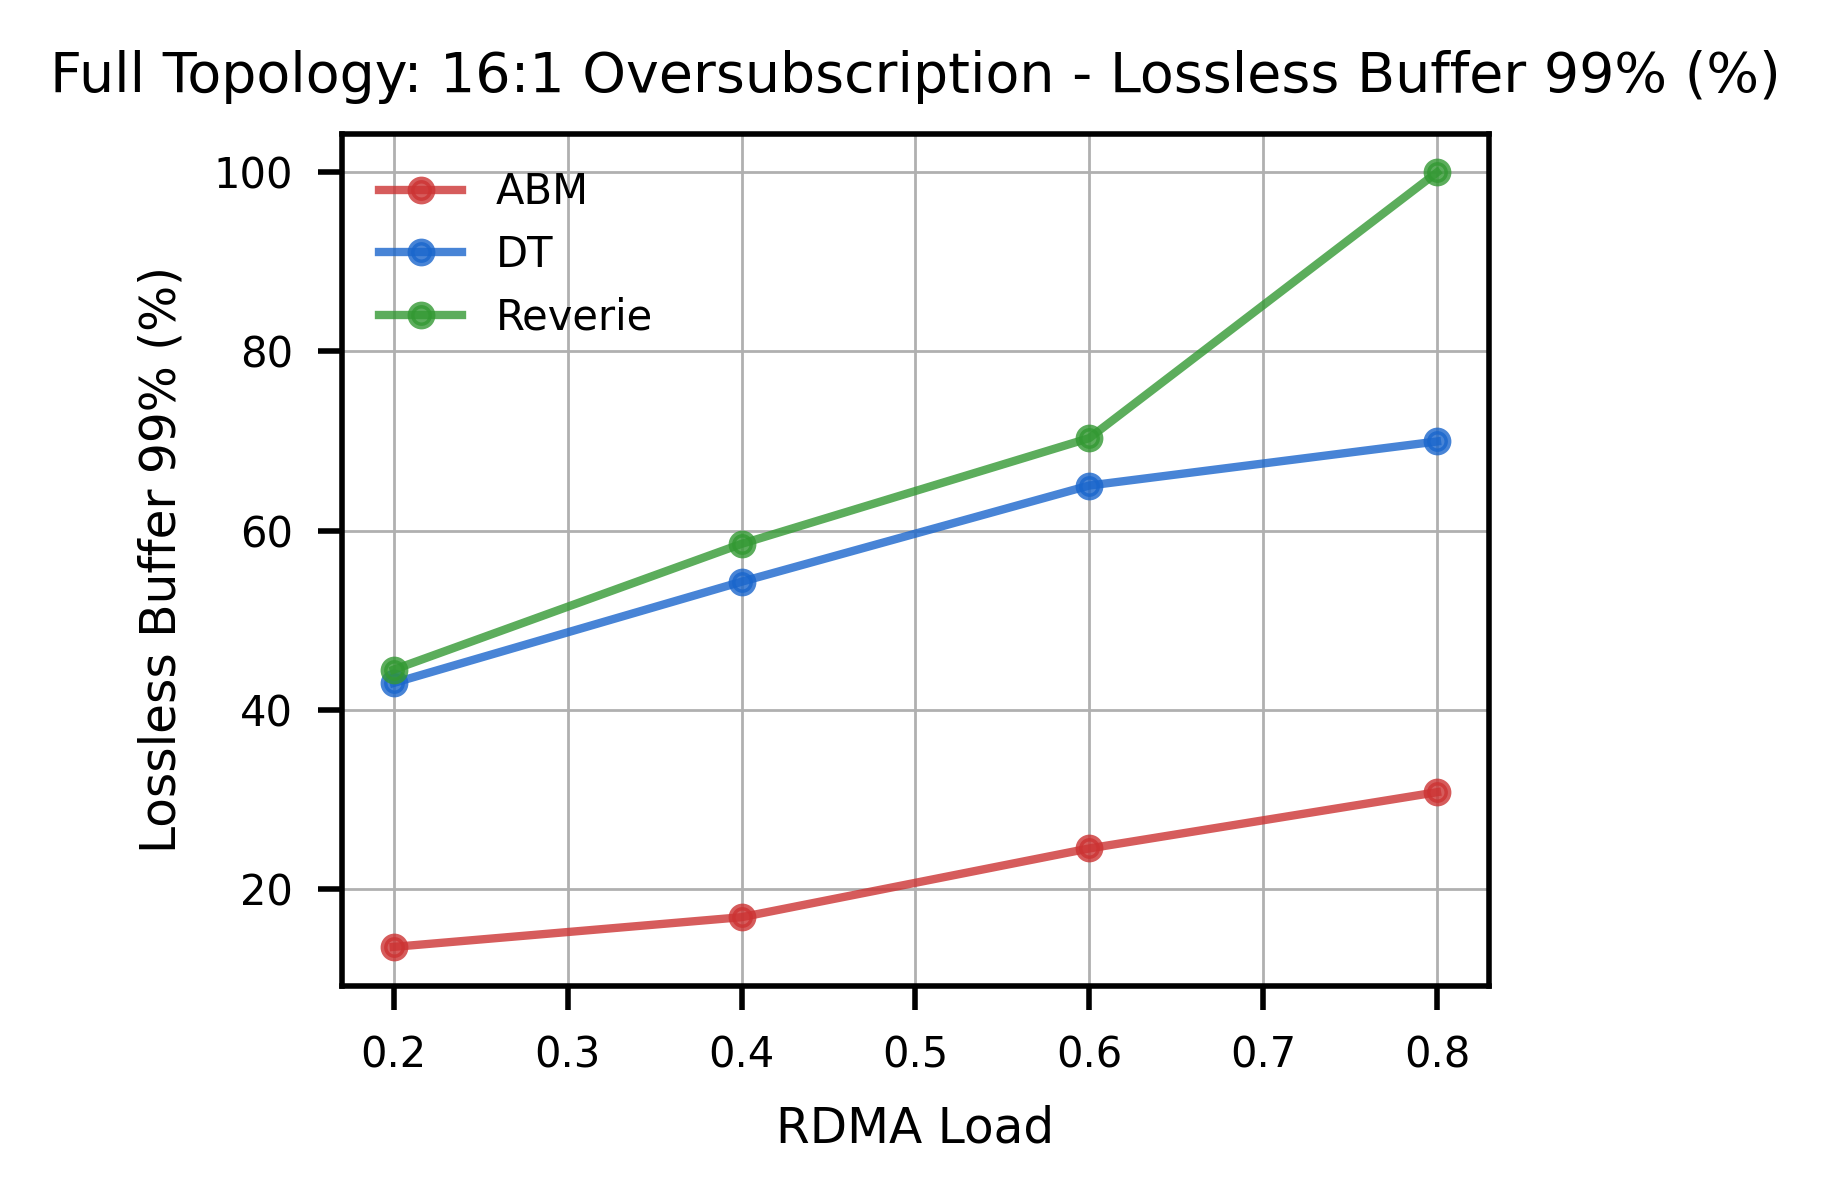 Full Topology: 16:1 Oversubscription - Lossless Buffer 99% (%)
Lossless Buffer 99% (%)
100
80
60
40
20
ABM
DT
Reverie
0.2 0.3 0.4 0.5 0.6 0.7 0.8
RDMA Load